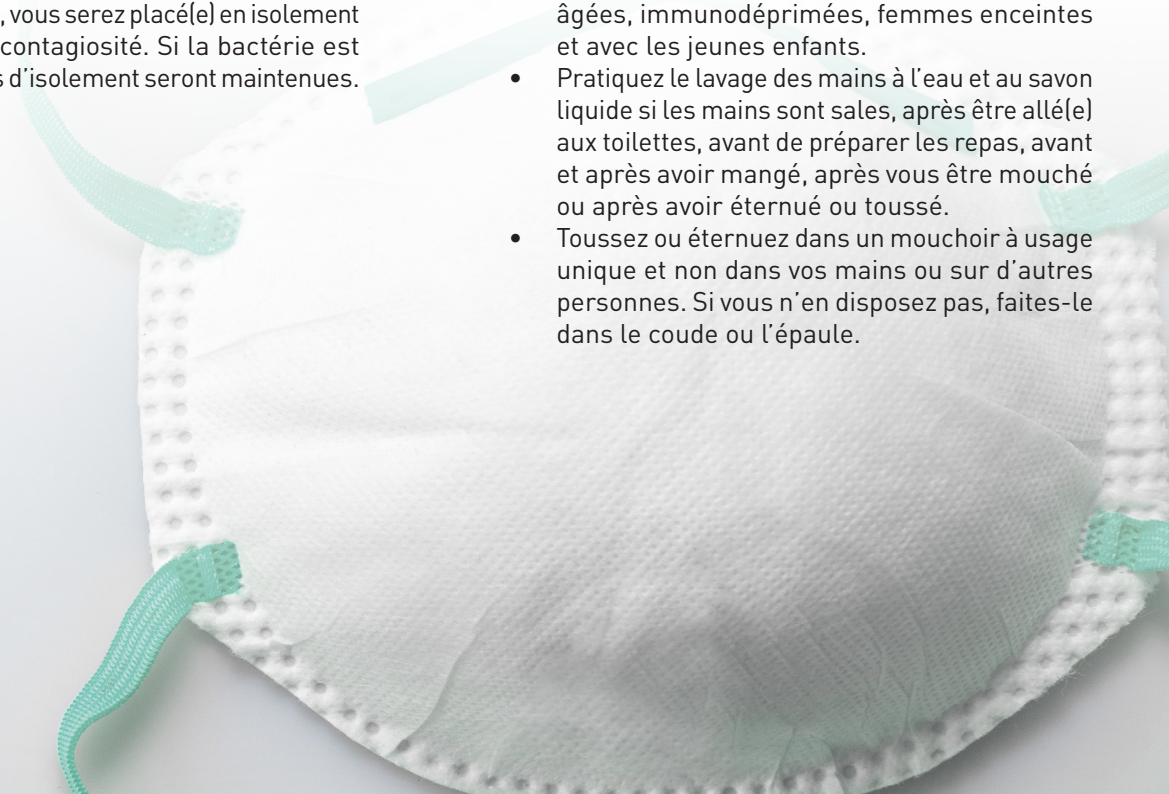 , vous serez placé(e) en isolement
contagiosité. Si la bactérie est
s d’isolement seront maintenues.
âgées, immunodéprimées, femmes enceintes
et avec les jeunes enfants.
• Pratiquez le lavage des mains à l’eau et au savon
liquide si les mains sont sales, après être allé(e)
aux toilettes, avant de préparer les repas, avant
et après avoir mangé, après vous être mouché
ou après avoir éternué ou toussé.
• Toussez ou éternuez dans un mouchoir à usage
unique et non dans vos mains ou sur d’autres
personnes. Si vous n’en disposez pas, faites-le
dans le coude ou l’épaule.